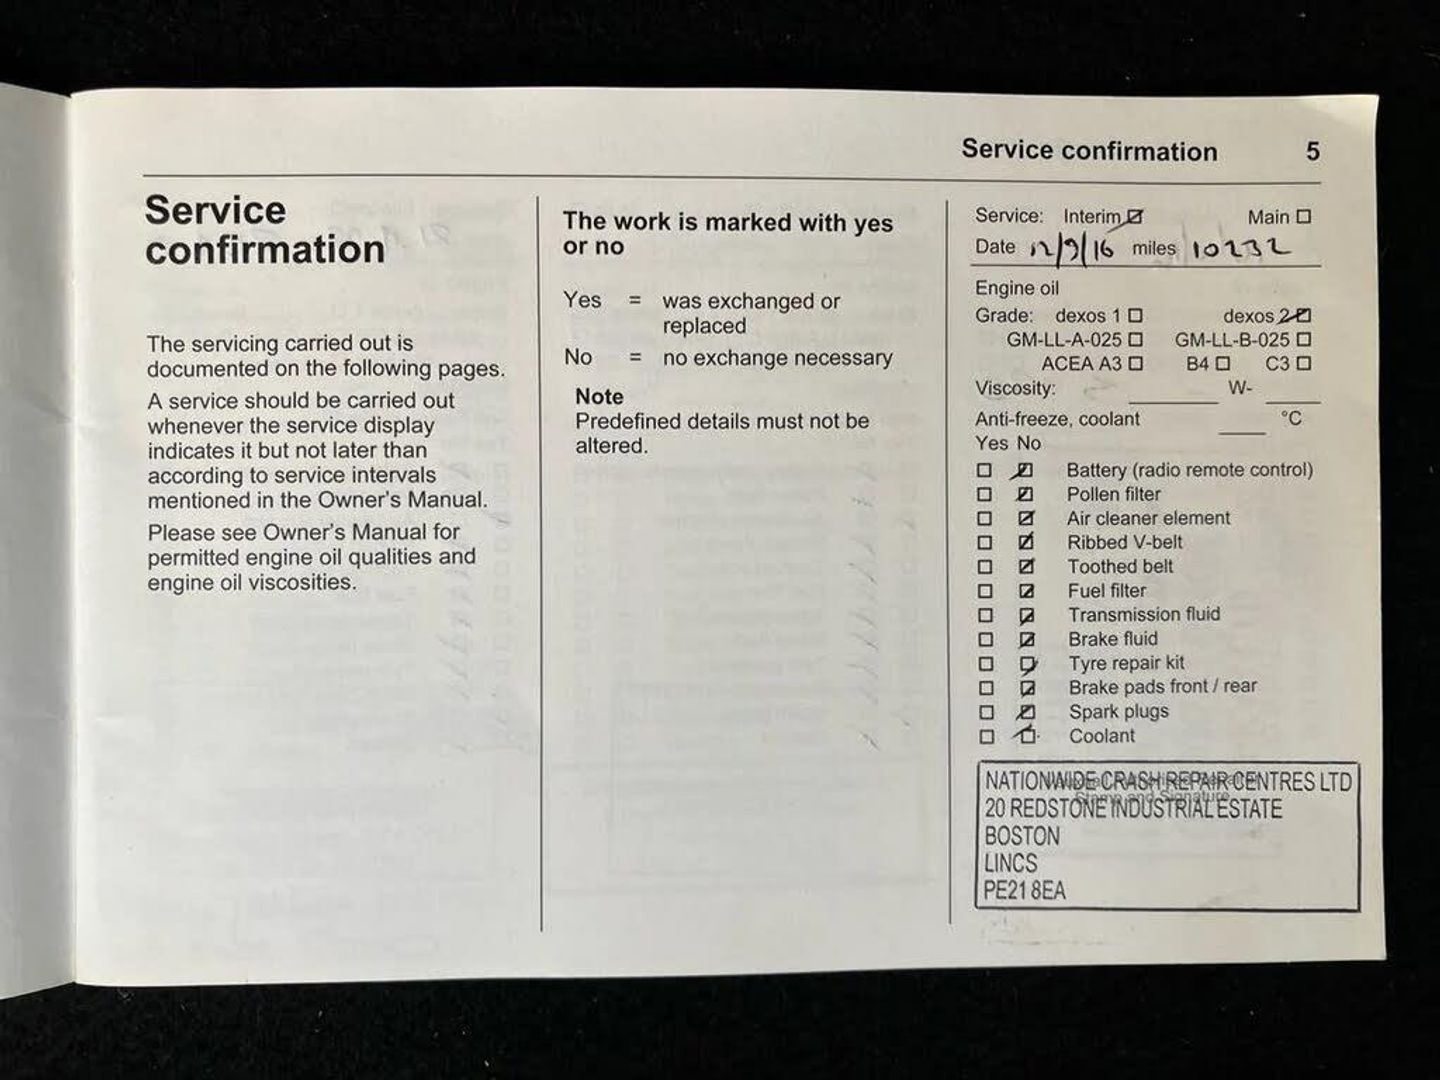 Service confirmation 5
Service
confirmation
The servicing carried out is
documented on the following pages.
A service should be carried out
whenever the service display
indicates it but not later than
according to service intervals
mentioned in the Owner's Manual.
Please see Owner's Manual for
permitted engine oil qualities and
engine oil viscosities.
The work is marked with yes
or no
Yes = was exchanged or
replaced
No = no exchange necessary
Note
Predefined details must not be
altered.
Service: Interim ☑ Main ☐
Date 12/9/16 miles 10232
Engine oil
Grade: dexos 1 ☐ dexos 2 ☑
GM-LL-A-025 ☐ GM-LL-B-025 ☐
ACEA A3 ☐ B4 ☐ C3 ☐
Viscosity: ____ W- ____
Anti-freeze, coolant ____ °C
Yes No
☐ ☑ Battery (radio remote control)
☐ ☑ Pollen filter
☐ ☑ Air cleaner element
☐ ☑ Ribbed V-belt
☐ ☑ Toothed belt
☐ ☑ Fuel filter
☐ ☑ Transmission fluid
☐ ☑ Brake fluid
☐ ☑ Tyre repair kit
☐ ☑ Brake pads front / rear
☐ ☑ Spark plugs
☐ ☑ Coolant
NATIONWIDE CRASH REPAIR CENTRES LTD
Stamp and Signature
20 REDSTONE INDUSTRIAL ESTATE
BOSTON
LINCS
PE21 8EA